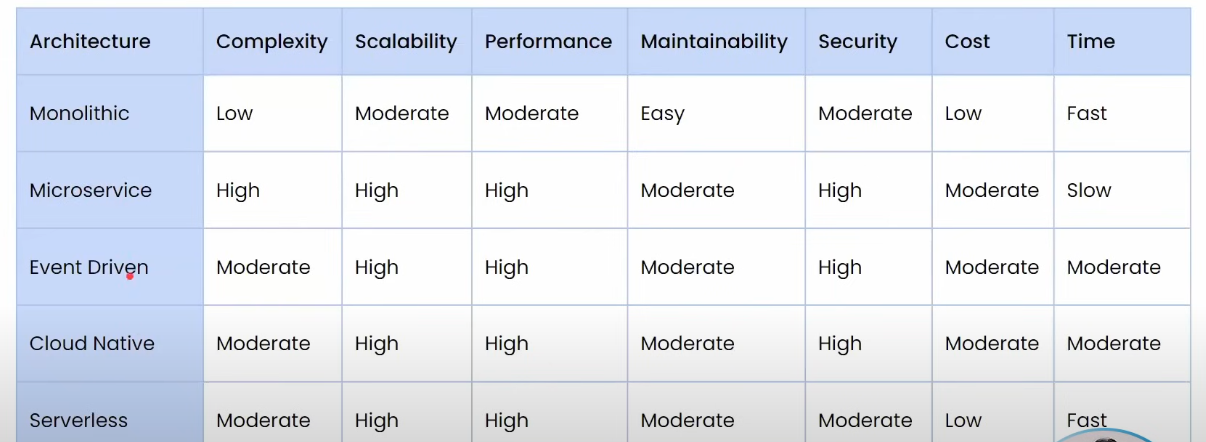 Architecture Complexity Scalability Performance Maintainability Security Cost Time
Monolithic Low Moderate Moderate Easy Moderate Low Fast
Microservice High High High Moderate High Moderate Slow
Event Driven Moderate High High Moderate High Moderate Moderate
Cloud Native Moderate High High Moderate High Moderate Moderate
Serverless Moderate High High Moderate Moderate Low Fast